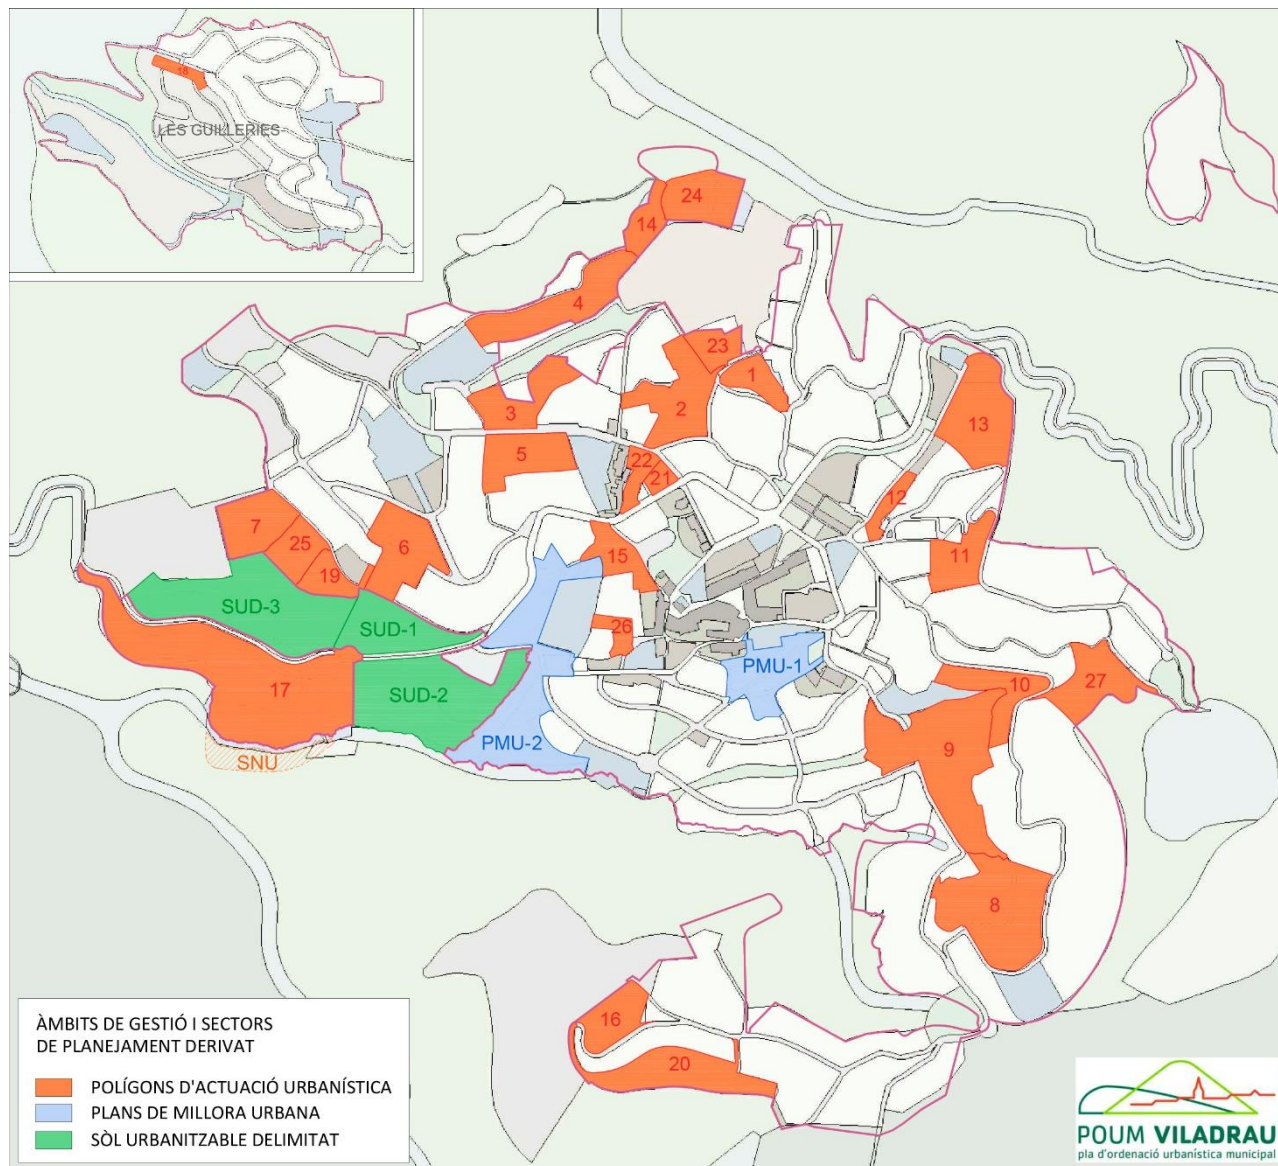 18
LES GUILLERIES
24
14
4
23
1
2
3
13
5
22
21
12
7
25
6
15
11
19
SUD-3
SUD-1
26
PMU-1
17
SUD-2
10
27
PMU-2
9
SNU
8
16
20
ÀMBITS DE GESTIÓ I SECTORS
DE PLANEJAMENT DERIVAT
POLÍGONS D'ACTUACIÓ URBANÍSTICA
PLANS DE MILLORA URBANA
SÒL URBANITZABLE DELIMITAT
POUM VILADRAU
pla d'ordenació urbanística municipal